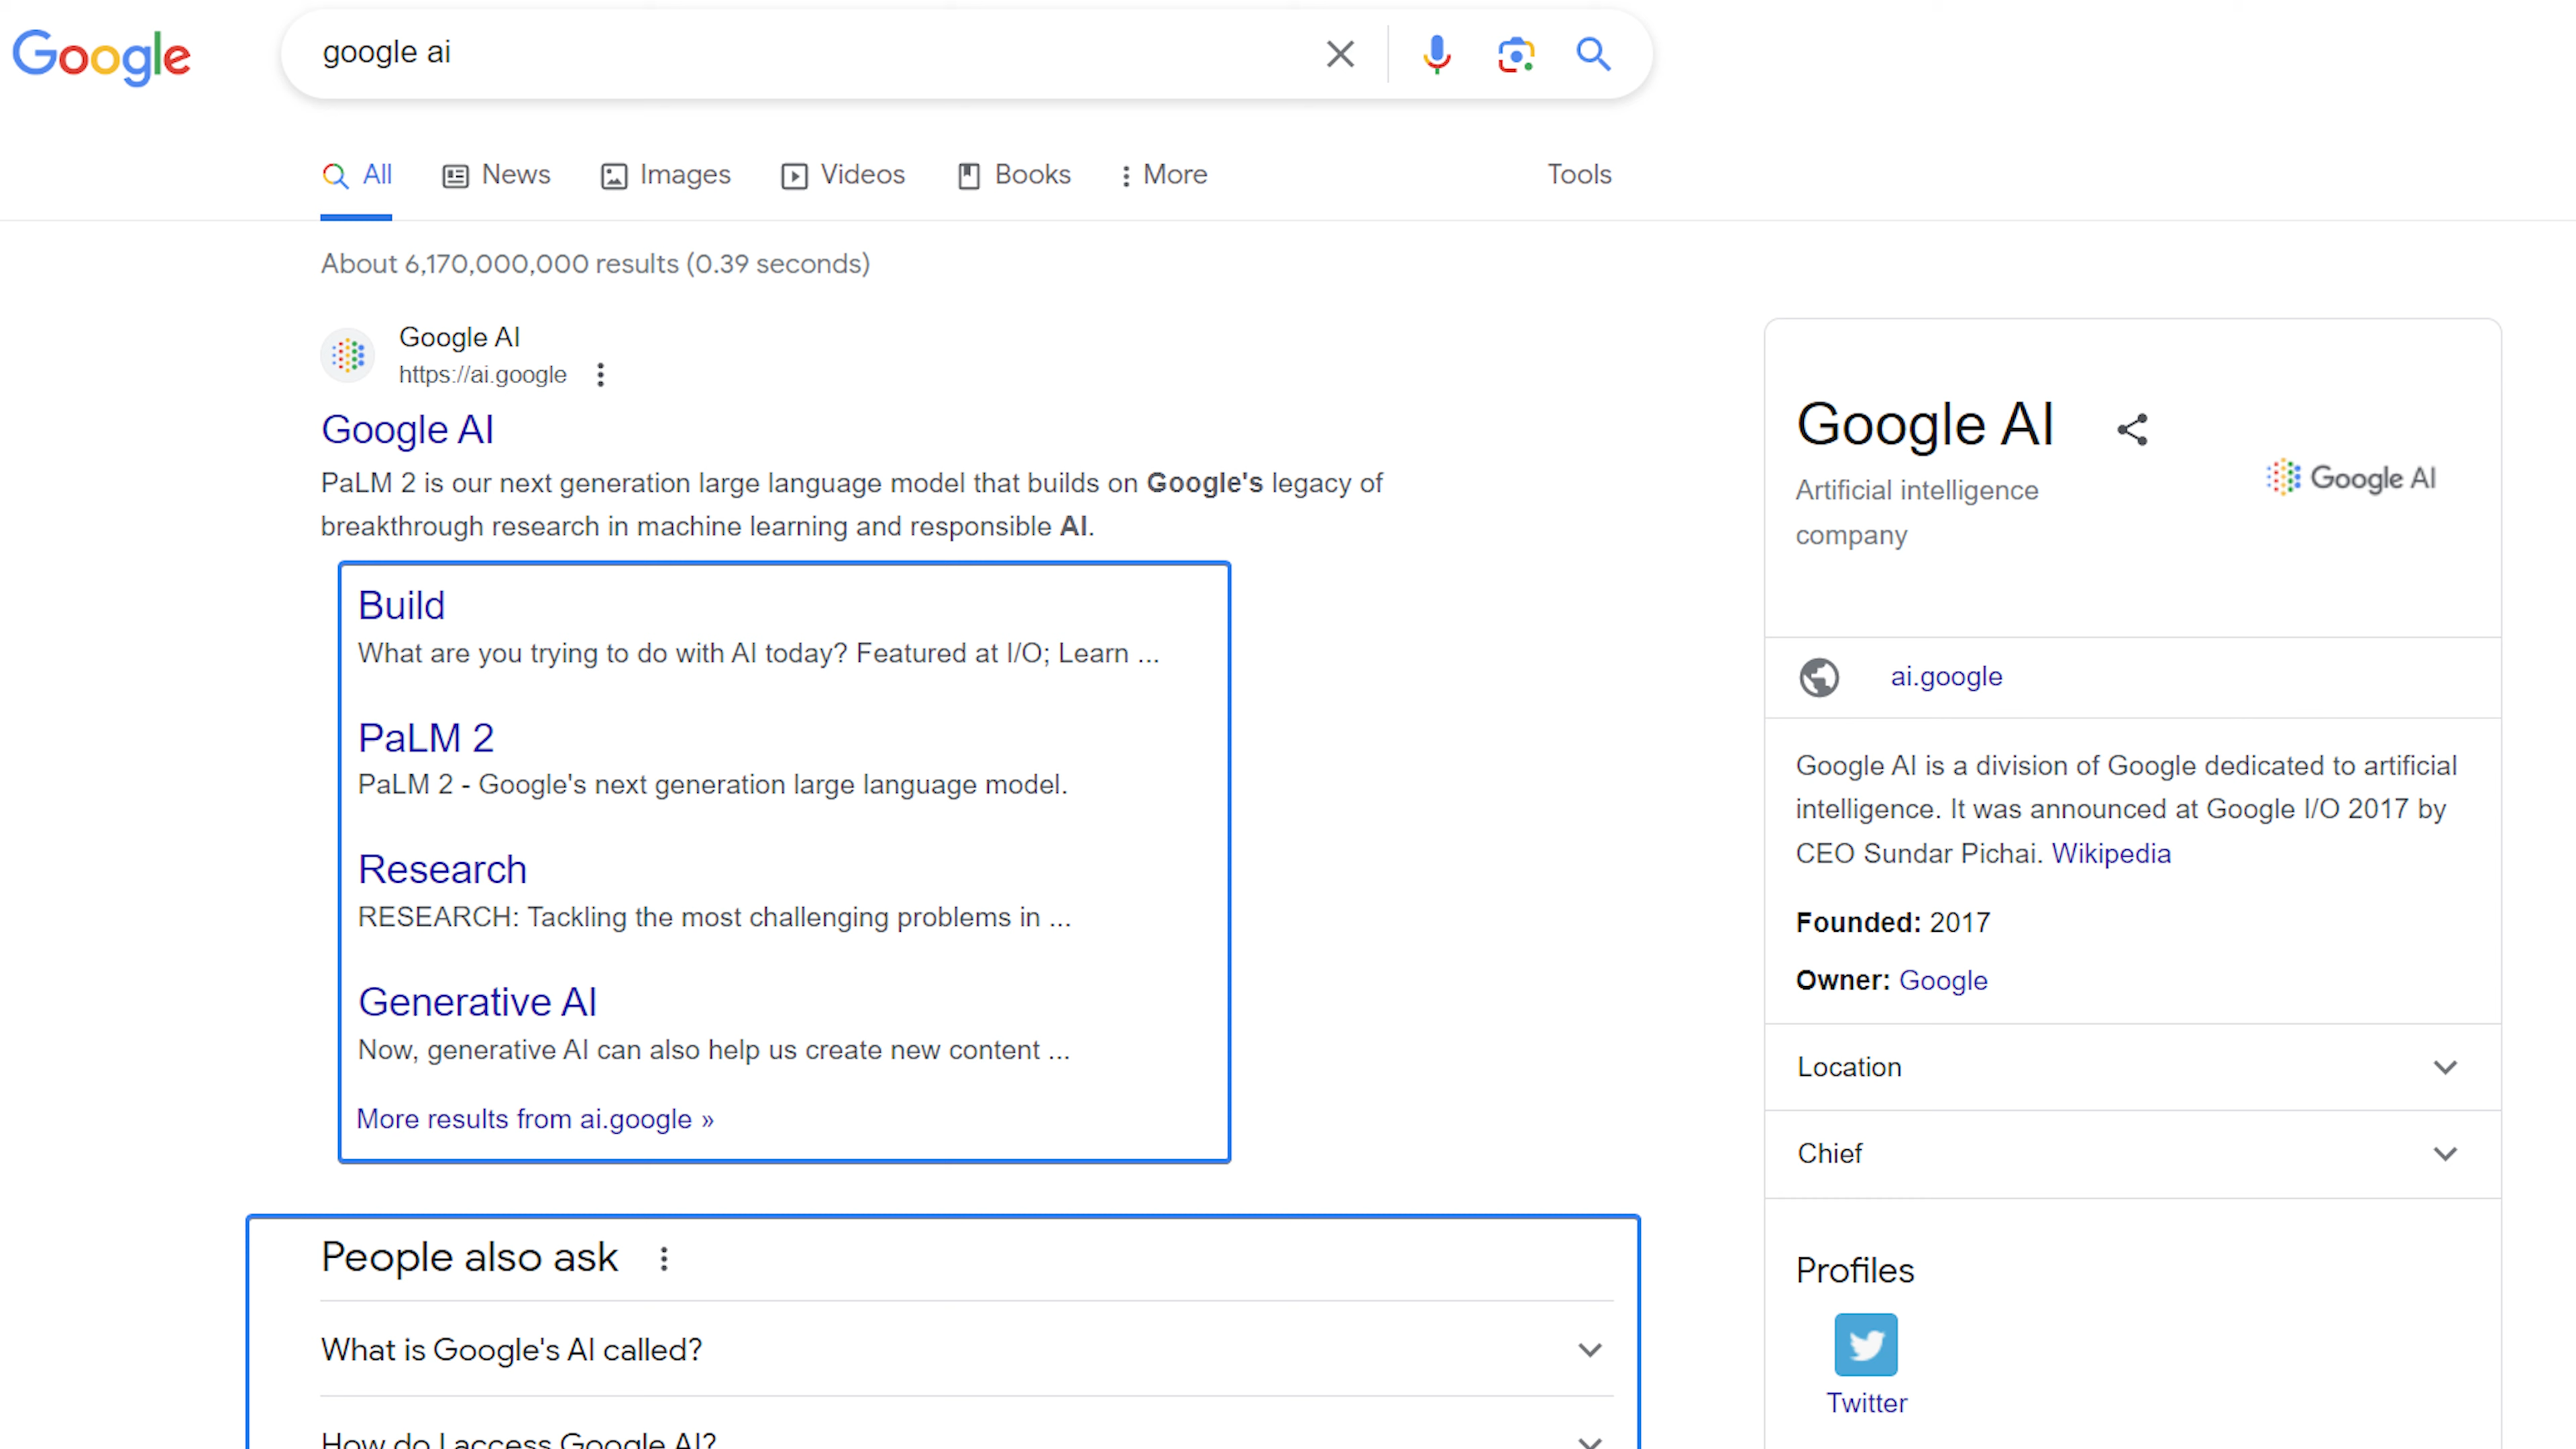 Google
google ai
All
News
Images
Videos
Books
More
Tools
About 6,170,000,000 results (0.39 seconds)
Google AI
https://ai.google
Google AI
PaLM 2 is our next generation large language model that builds on Google's legacy of
breakthrough research in machine learning and responsible AI.
Build
What are you trying to do with AI today? Featured at I/O; Learn ...
PaLM 2
PaLM 2 - Google's next generation large language model.
Research
RESEARCH: Tackling the most challenging problems in ...
Generative AI
Now, generative AI can also help us create new content ...
More results from ai.google »
People also ask
What is Google's AI called?
How do I access Google AI?
Google AI
Artificial intelligence
company
Google AI
ai.google
Google AI is a division of Google dedicated to artificial
intelligence. It was announced at Google I/O 2017 by
CEO Sundar Pichai. Wikipedia
Founded: 2017
Owner: Google
Location
Chief
Profiles
Twitter